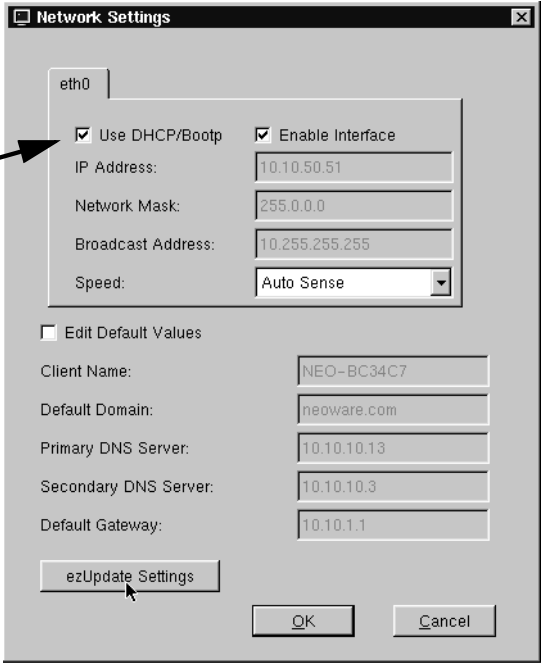 Network Settings
eth0
Use DHCP/Bootp Enable Interface
IP Address: 10.10.50.51
Network Mask: 255.0.0.0
Broadcast Address: 10.255.255.255
Speed: Auto Sense
Edit Default Values
Client Name: NEO-BC34C7
Default Domain: neoware.com
Primary DNS Server: 10.10.10.13
Secondary DNS Server: 10.10.10.3
Default Gateway: 10.10.1.1
ezUpdate Settings
OK Cancel